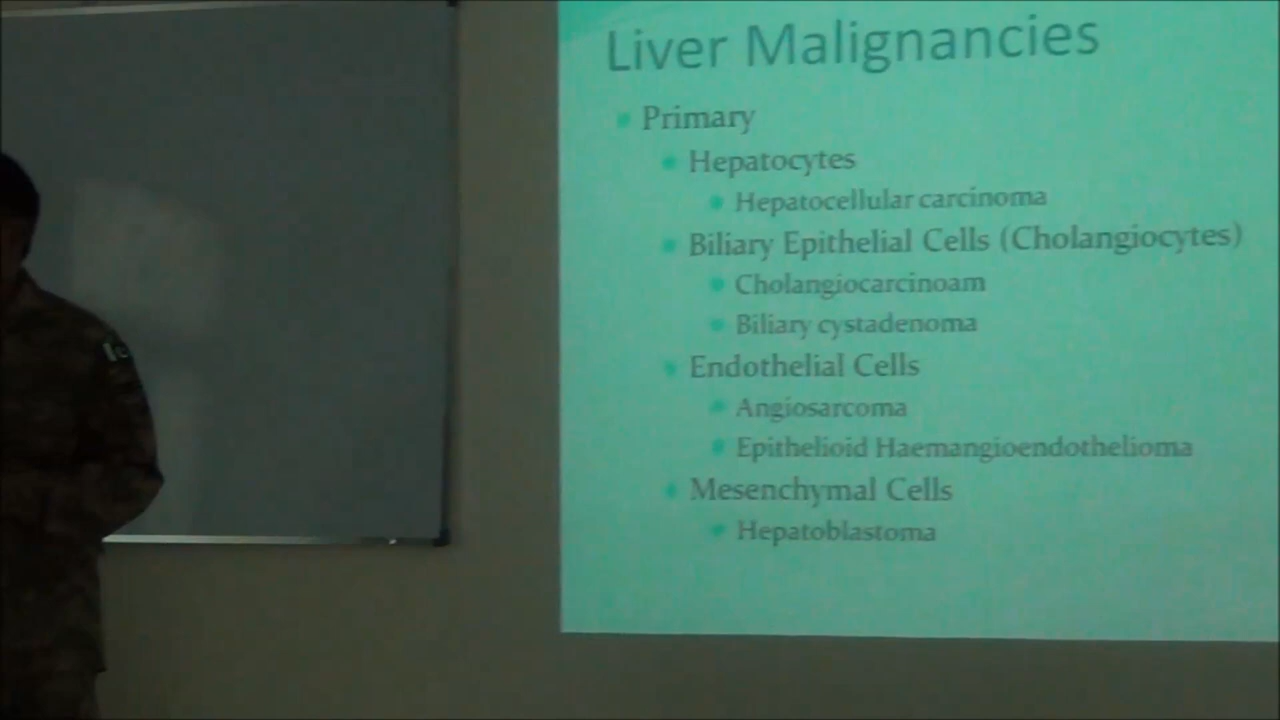 Liver Malignancies
Primary
Hepatocytes
Hepatocellular carcinoma
Biliary Epithelial Cells (Cholangiocytes)
Cholangiocarcinoam
Biliary cystadenoma
Endothelial Cells
Angiosarcoma
Epithelioid Haemangioendothelioma
Mesenchymal Cells
Hepatoblastoma